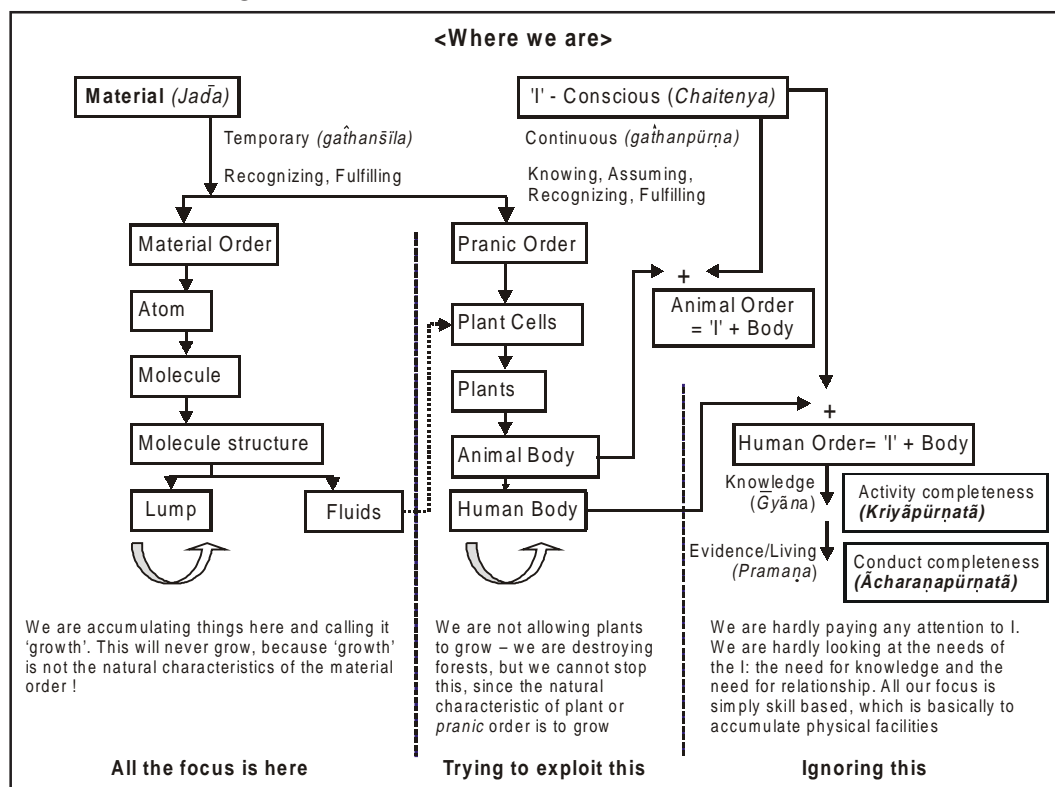 <Where we are>
Material (Jad̄a)
'I' - Conscious (Chaitenya)
Temporary (gaṫhanšīla)
Recognizing, Fulfilling
Continuous (gaṫhanpūrṇa)
Knowing, Assuming,
Recognizing, Fulfilling
Material Order
Atom
Molecule
Molecule structure
Lump
Fluids
Pranic Order
Plant Cells
Plants
Animal Body
Human Body
+
Animal Order
= 'I' + Body
+
Human Order= 'I' + Body
Knowledge
(Ḡyāna)
Activity completeness
(Kriyāpūrṇatā)
Evidence/Living
(Pramaṇa)
Conduct completeness
(Ãcharaṇapūrṇatā)
We are accumulating things here and calling it
‘growth’. This will never grow, because ‘growth’
is not the natural characteristics of the material
order !
We are not allowing plants
to grow – we are destroying
forests, but we cannot stop
this, since the natural
characteristic of plant or
pranic order is to grow
We are hardly paying any attention to I.
We are hardly looking at the needs of
the I: the need for knowledge and the
need for relationship. All our focus is
simply skill based, which is basically to
accumulate physical facilities
All the focus is here
Trying to exploit this
Ignoring this